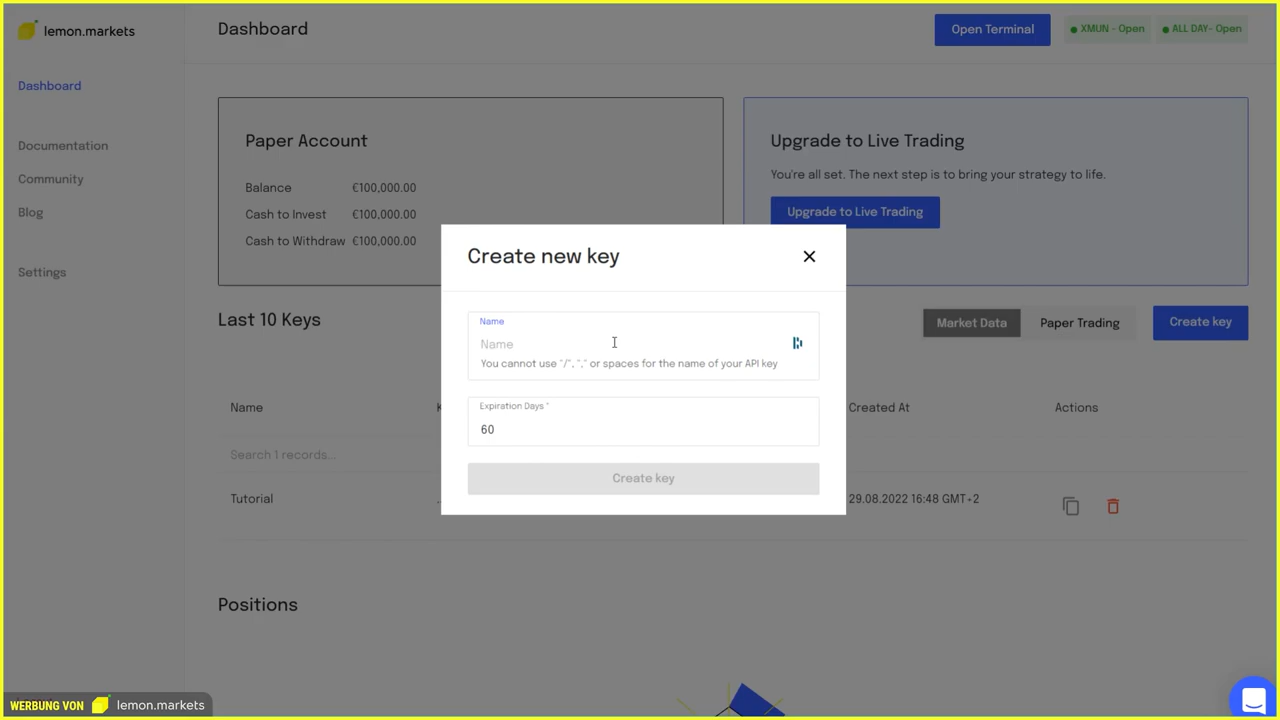 lemon.markets
Dashboard
Open Terminal
XMUN - Open
ALL DAY- Open
Dashboard
Documentation
Community
Blog
Settings
Paper Account
Balance €100,000.00
Cash to Invest €100,000.00
Cash to Withdraw €100,000.00
Upgrade to Live Trading
You're all set. The next step is to bring your strategy to life.
Upgrade to Live Trading
Last 10 Keys
Market Data
Paper Trading
Create key
Name
Created At
Actions
Search 1 records...
Tutorial
29.08.2022 16:48 GMT+2
Create new key
Name
Name
You cannot use "/", "," or spaces for the name of your API key
Expiration Days *
60
Create key
Positions
WERBUNG VON lemon.markets